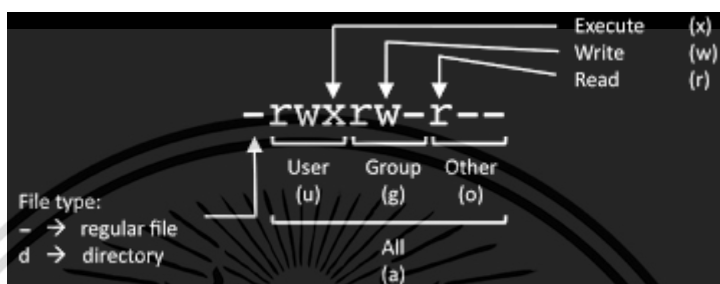 Execute (x)
Write (w)
Read (r)
-rwxrw-r--
User Group Other
(u) (g) (o)
File type:
- → regular file
d → directory
All
(a)